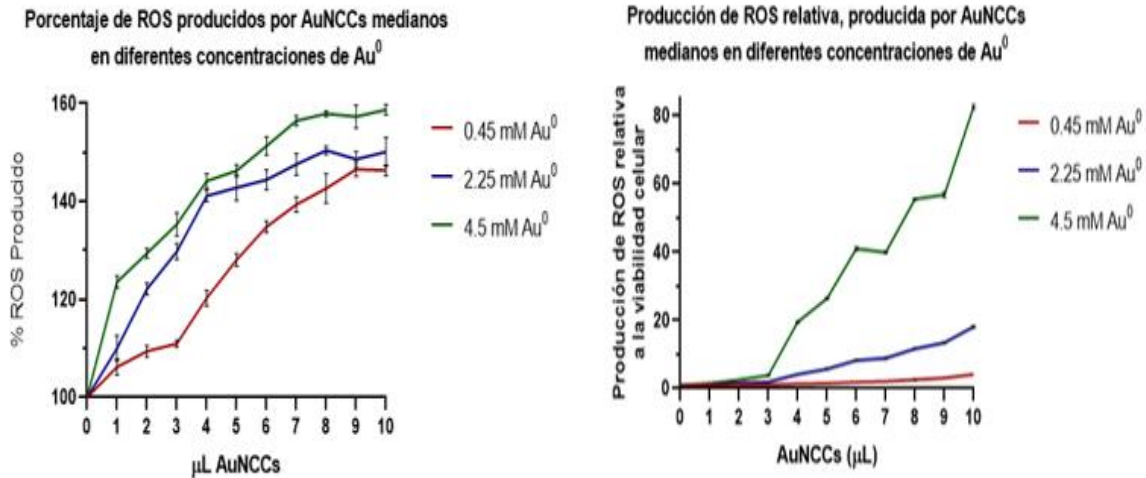 Porcentaje de ROS producidos por AuNCCs medianos
en diferentes concentraciones de Au⁰
% ROS Producido
160
140
120
100
0 1 2 3 4 5 6 7 8 9 10
μL AuNCCs
0.45 mM Au⁰
2.25 mM Au⁰
4.5 mM Au⁰
Producción de ROS relativa, producida por AuNCCs
medianos en diferentes concentraciones de Au⁰
Producción de ROS relativa
a la viabilidad celular
80
60
40
20
0
0 1 2 3 4 5 6 7 8 9 10
AuNCCs (μL)
0.45 mM Au⁰
2.25 mM Au⁰
4.5 mM Au⁰